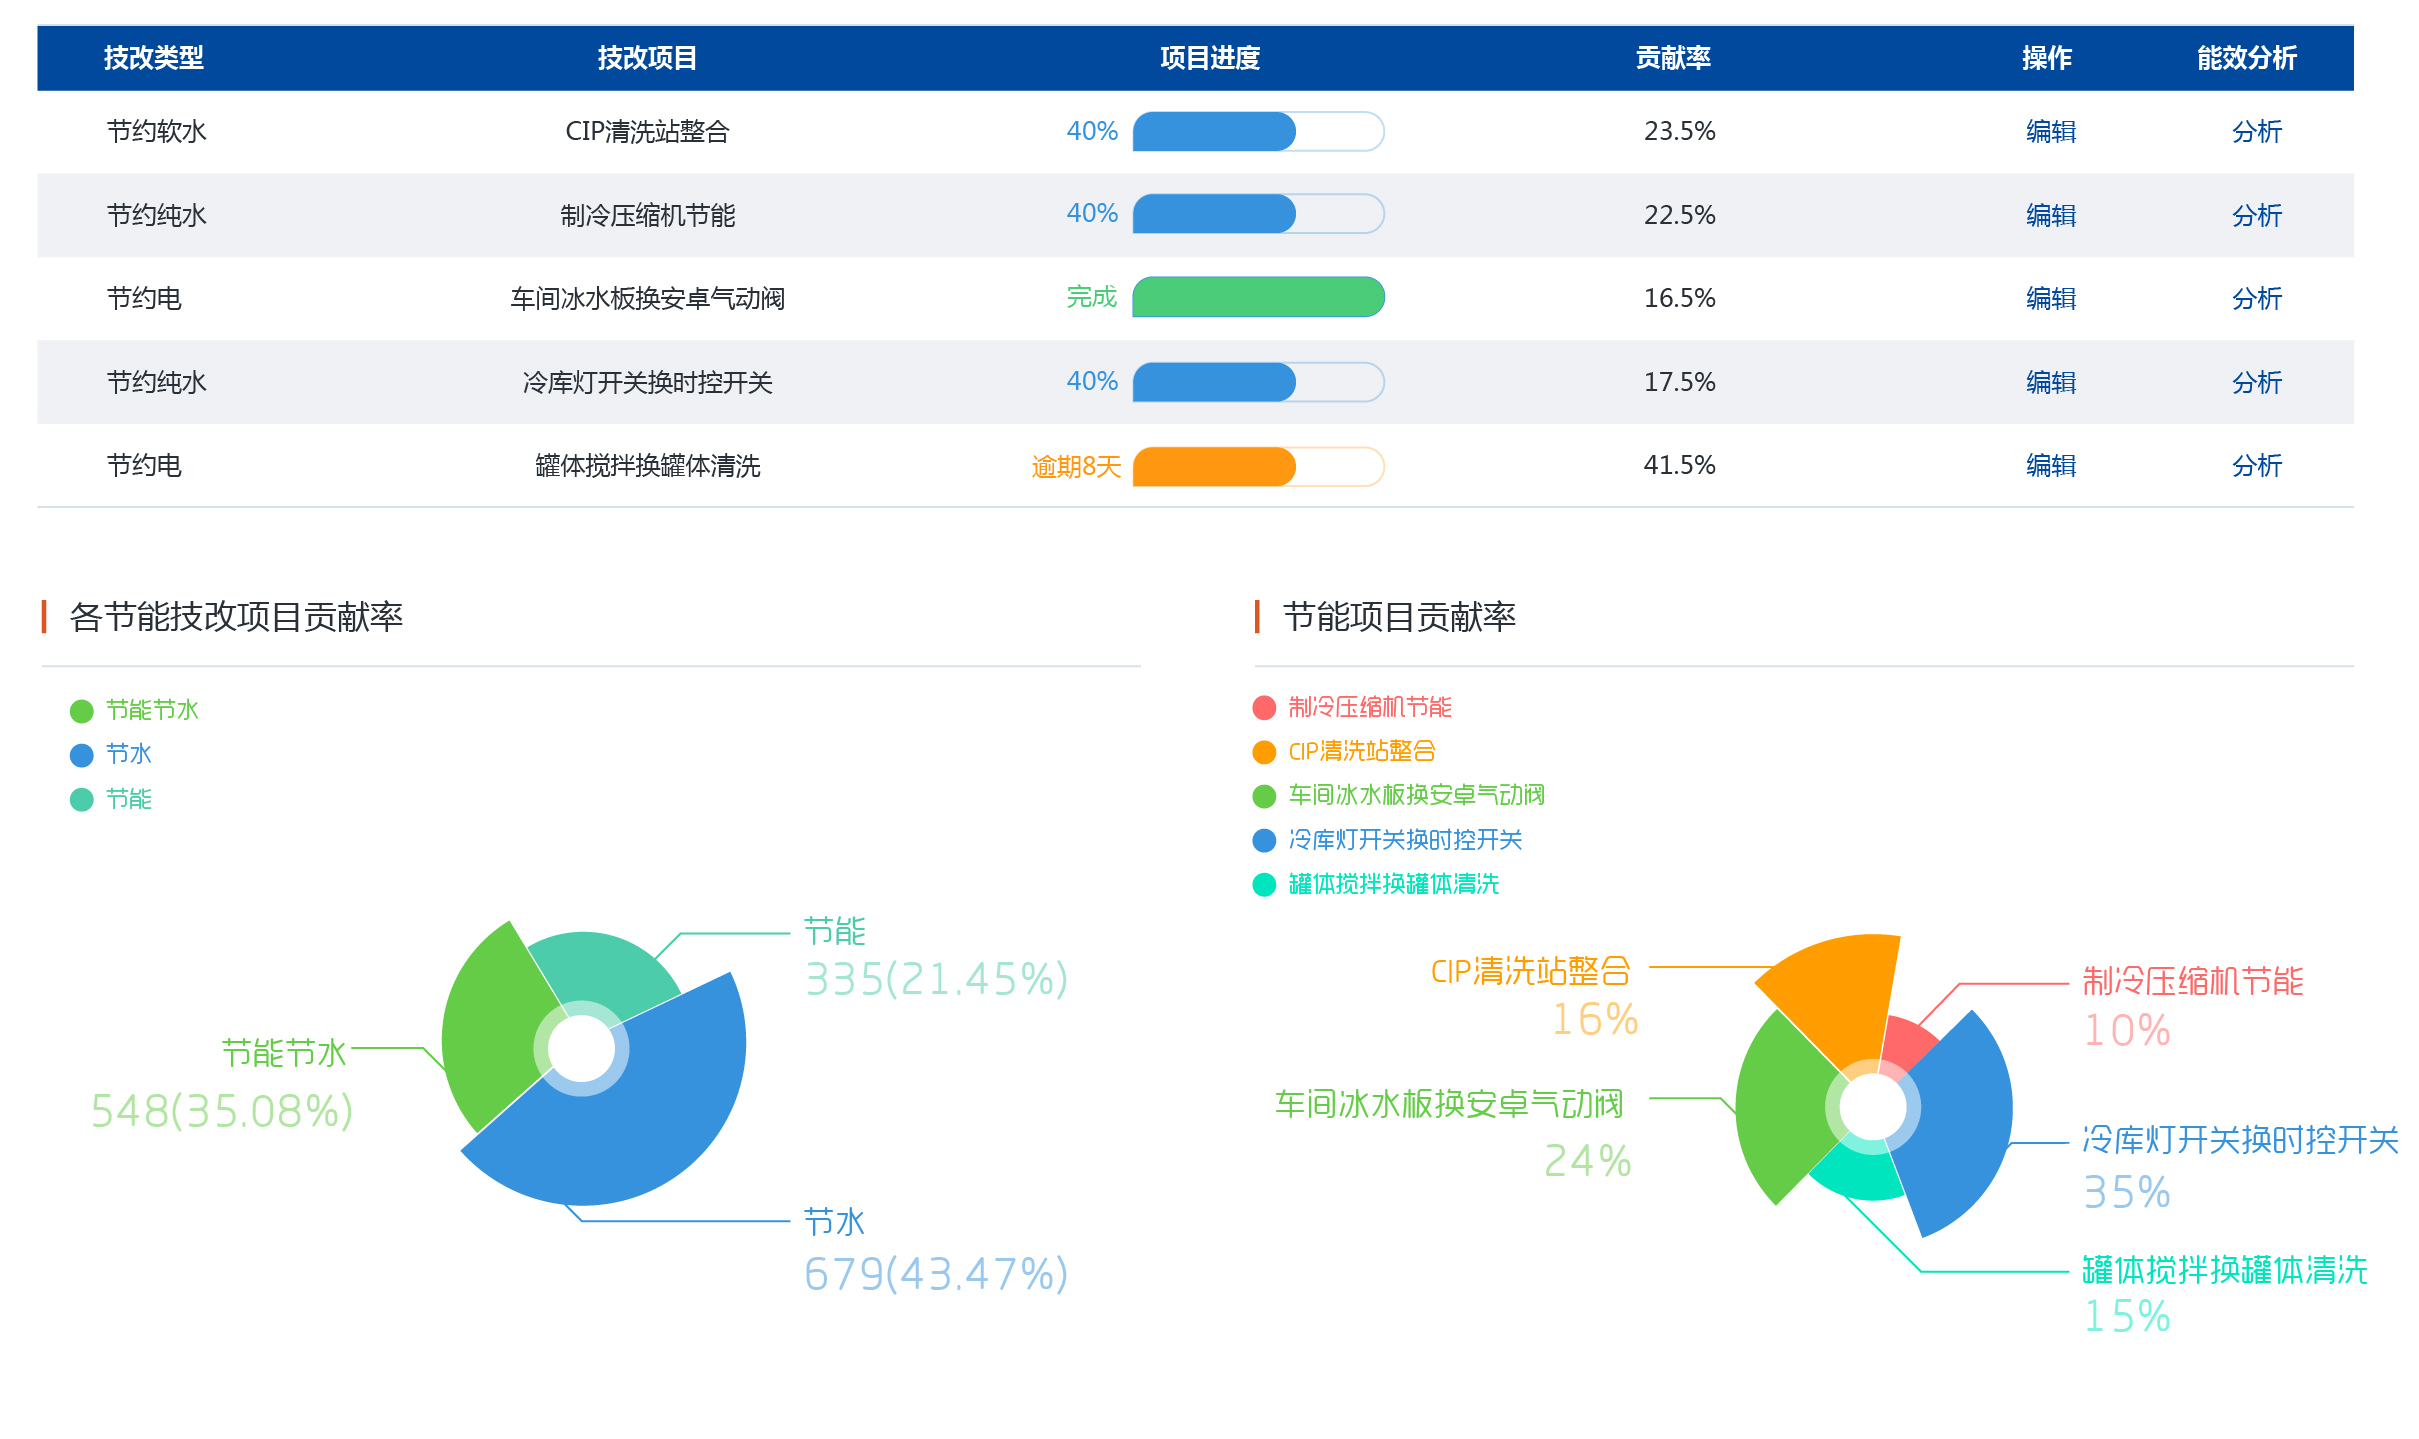 技改类型 技改项目 项目进度 贡献率 操作 能效分析
节约软水 CIP清洗站整合 40% 23.5% 编辑 分析
节约纯水 制冷压缩机节能 40% 22.5% 编辑 分析
节约电 车间冰水板换安卓气动阀 完成 16.5% 编辑 分析
节约纯水 冷库灯开关换时控开关 40% 17.5% 编辑 分析
节约电 罐体搅拌换罐体清洗 逾期8天 41.5% 编辑 分析
各节能技改项目贡献率
节能节水
节水
节能
节能
335(21.45%)
节能节水
548(35.08%)
节水
679(43.47%)
节能项目贡献率
制冷压缩机节能
CIP清洗站整合
车间冰水板换安卓气动阀
冷库灯开关换时控开关
罐体搅拌换罐体清洗
CIP清洗站整合
16%
制冷压缩机节能
10%
车间冰水板换安卓气动阀
24%
冷库灯开关换时控开关
35%
罐体搅拌换罐体清洗
15%